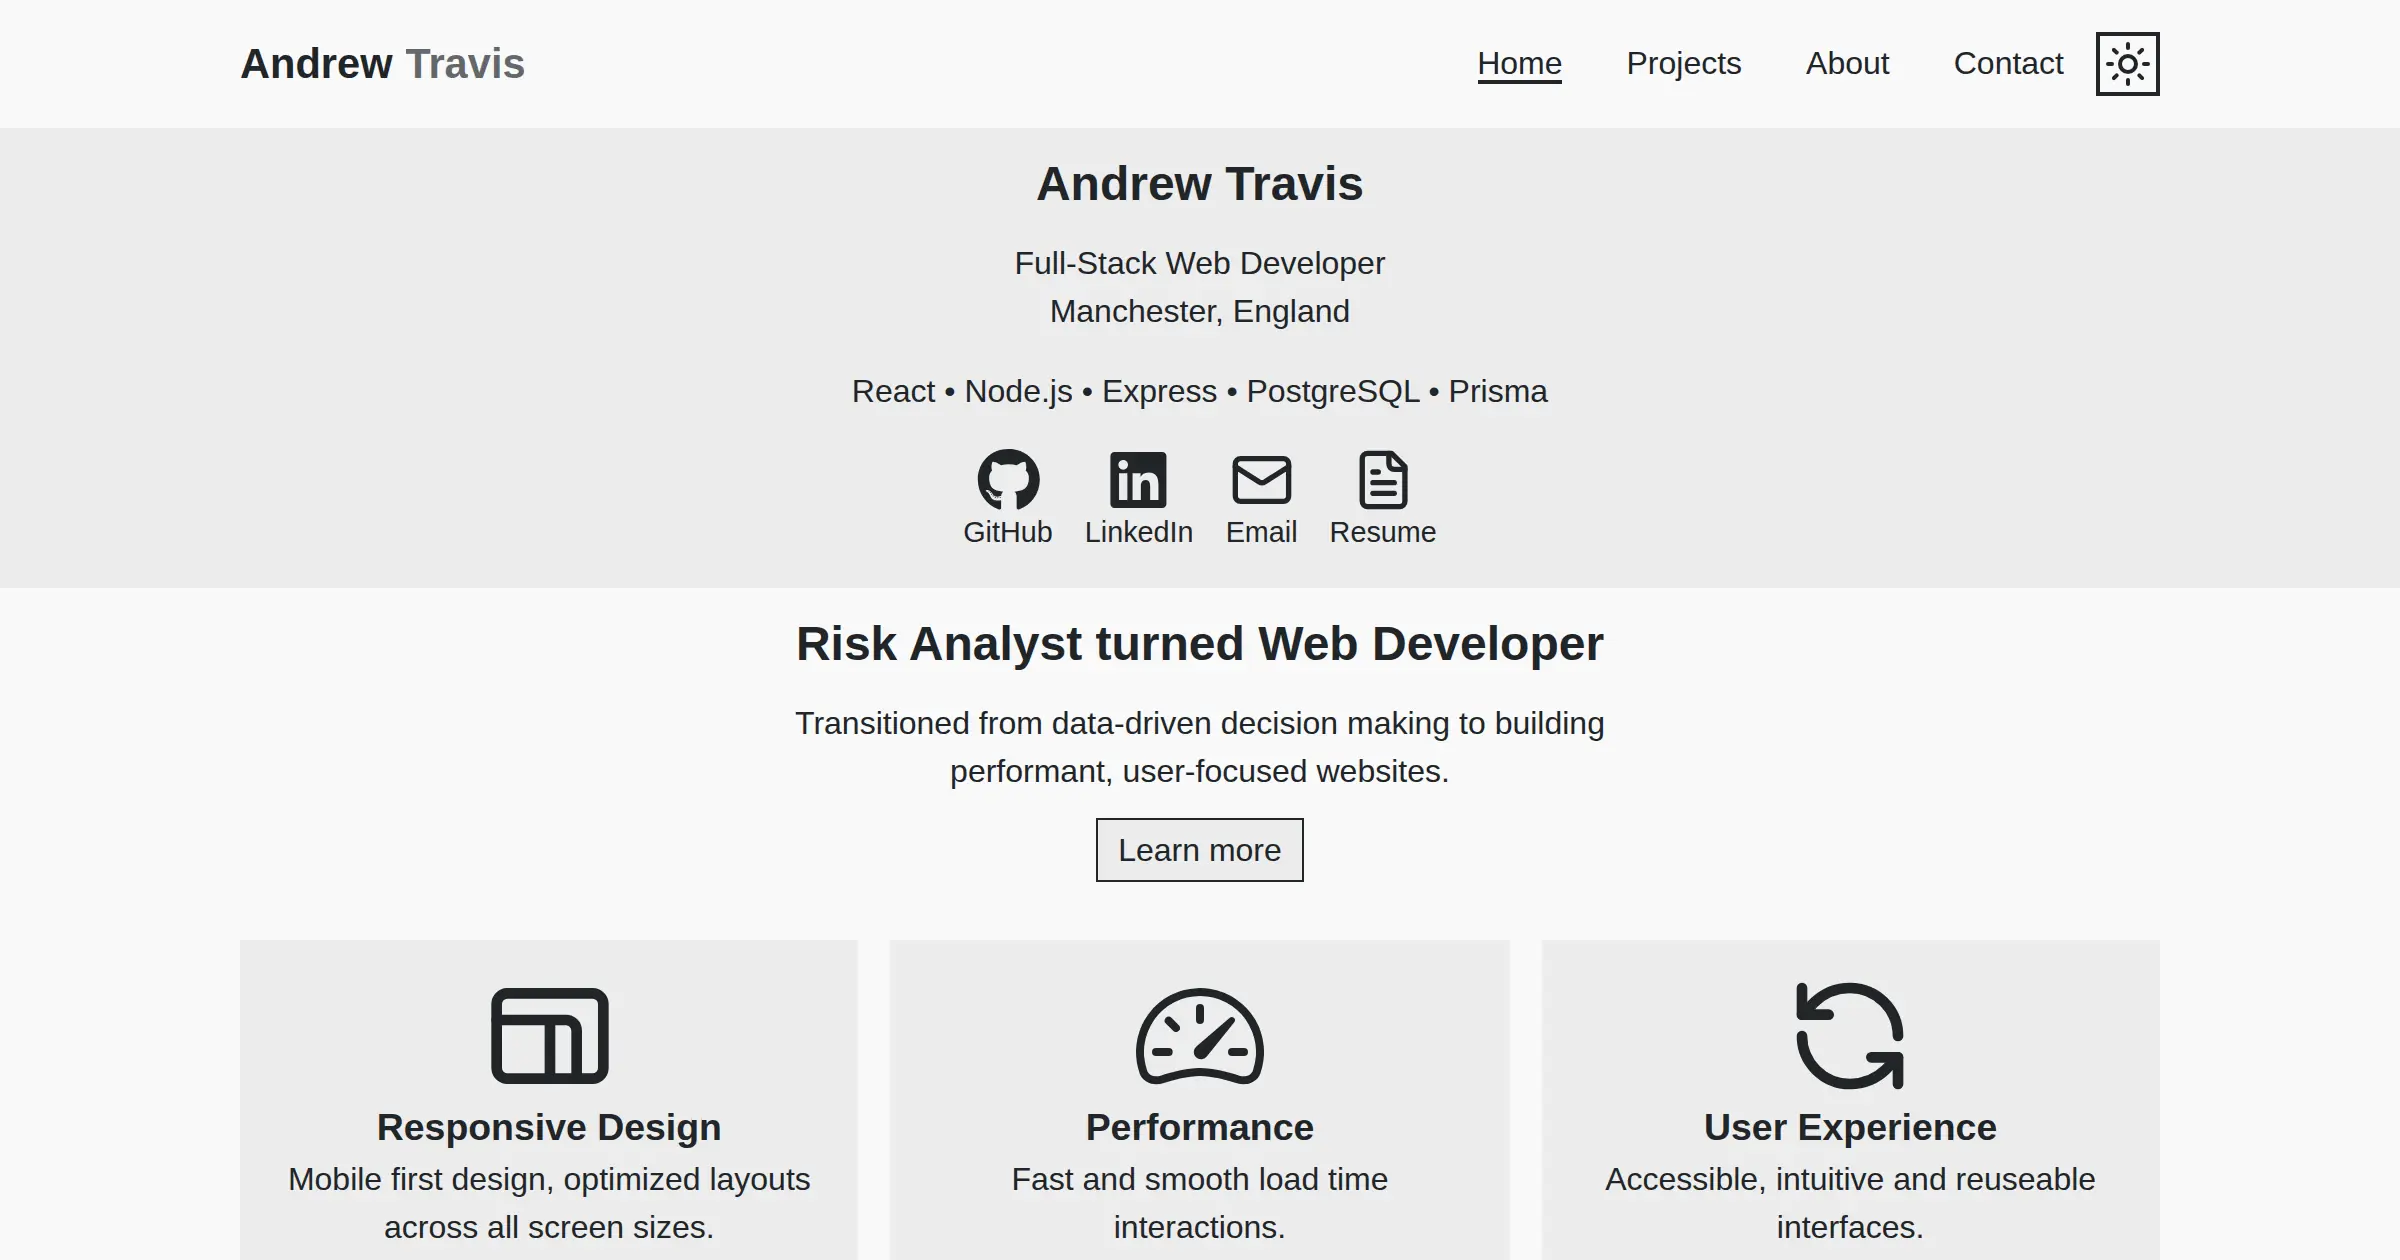 Andrew Travis
Home
Projects
About
Contact
Andrew Travis
Full-Stack Web Developer
Manchester, England
React • Node.js • Express • PostgreSQL • Prisma
GitHub
LinkedIn
Email
Resume
Risk Analyst turned Web Developer
Transitioned from data-driven decision making to building
performant, user-focused websites.
Learn more
Responsive Design
Mobile first design, optimized layouts
across all screen sizes.
Performance
Fast and smooth load time
interactions.
User Experience
Accessible, intuitive and reuseable
interfaces.